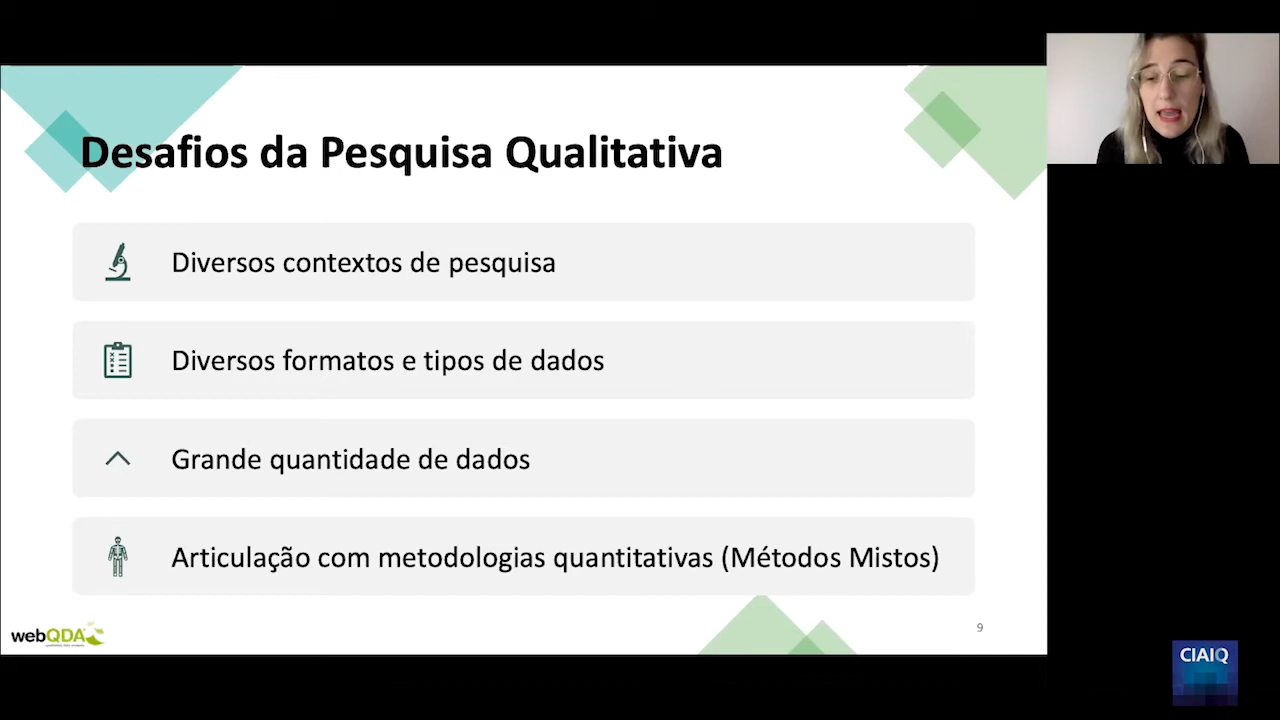 Desafios da Pesquisa Qualitativa
Diversos contextos de pesquisa
Diversos formatos e tipos de dados
Grande quantidade de dados
Articulação com metodologias quantitativas (Métodos Mistos)
webQDA
9
CIAIQ